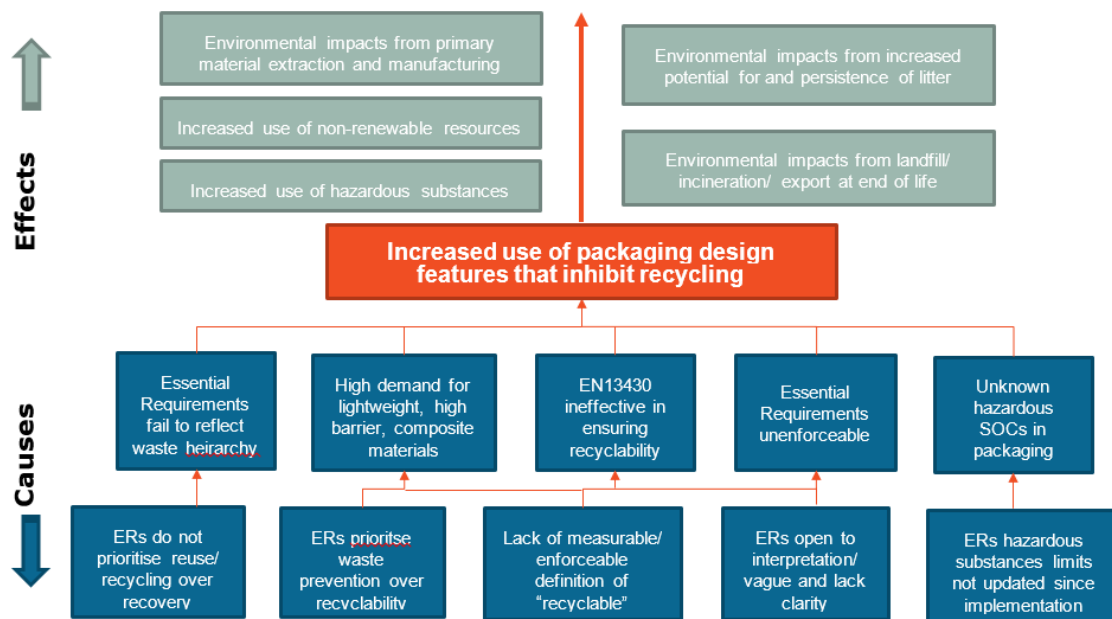 Effects
Environmental impacts from primary
material extraction and manufacturing
Increased use of non-renewable resources
Increased use of hazardous substances
Environmental impacts from increased
potential for and persistence of litter
Environmental impacts from landfill/
incineration/ export at end of life
Increased use of packaging design
features that inhibit recycling
Causes
Essential
Requirements
fail to reflect
waste heirarchy
High demand for
lightweight, high
barrier, composite
materials
EN13430
ineffective in
ensuring
recyclability
Essential
Requirements
unenforceable
Unknown
hazardous
SOCs in
packaging
ERs do not
prioritise reuse/
recycling over
recovery
ERs prioritse
waste
prevention over
recyclability
Lack of measurable/
enforceable
definition of
“recyclable”
ERs open to
interpretation/
vague and lack
clarity
ERs hazardous
substances limits
not updated since
implementation